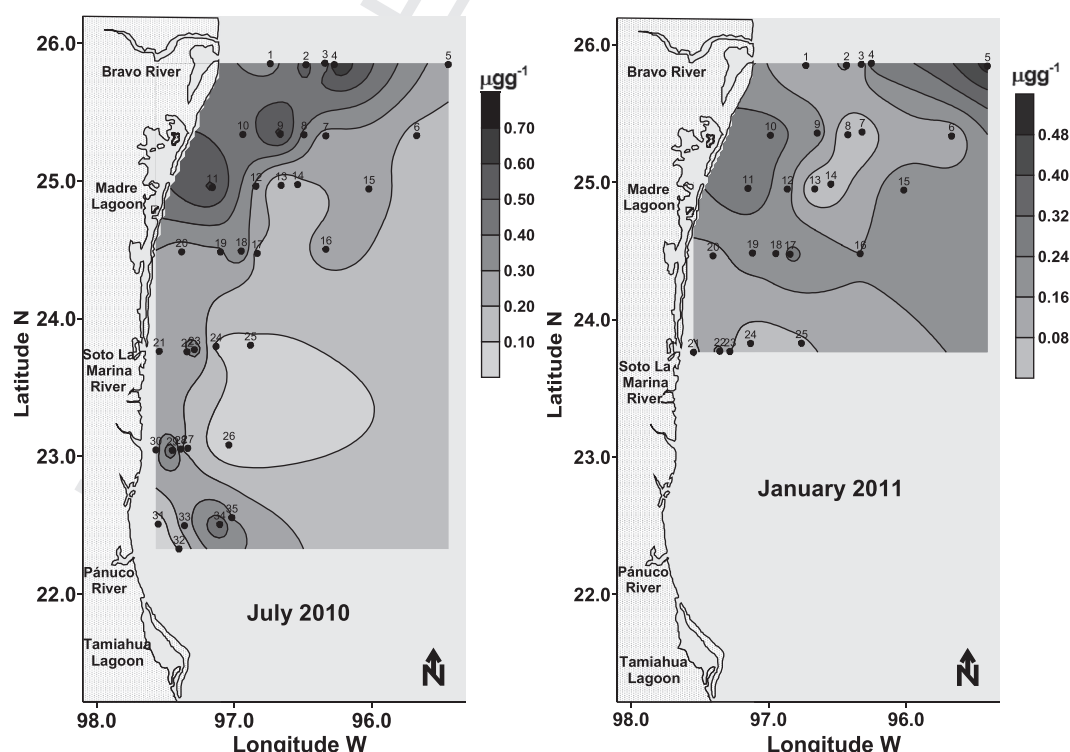 26.0
25.0
24.0
23.0
22.0
Latitude N
98.0 97.0 96.0
Longitude W
Bravo River
Madre
Lagoon
Soto La
Marina
River
Pánuco
River
Tamiahua
Lagoon
1 2 3 4 5
10 9 8 7 6
11 12 13 14 15
20 19 18 17 16
21 22 23 24 25
30 29 28 27 26
31 33 34 35
32
July 2010
N
µgg-1
0.70
0.60
0.50
0.40
0.30
0.20
0.10
26.0
25.0
24.0
23.0
22.0
Latitude N
98.0 97.0 96.0
Longitude W
Bravo River
Madre
Lagoon
Soto La
Marina
River
Pánuco
River
Tamiahua
Lagoon
1 2 3 4 5
10 9 8 7 6
11 12 13 14 15
20 19 18 17 16
21 22 23 24 25
January 2011
N
µgg-1
0.48
0.40
0.32
0.24
0.16
0.08